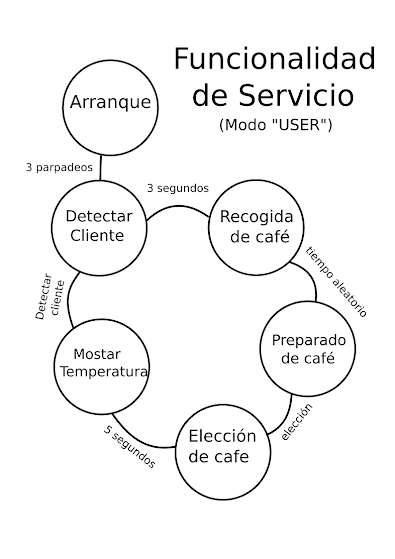 Funcionalidad
de Servicio
(Modo "USER")
Arranque
3 parpadeos
3 segundos
Detectar
Cliente
Recogida
de café
tiempo aleatorio
Detectar
cliente
Mostar
Temperatura
Preparado
de café
5 segundos
Elección
de cafe
elección